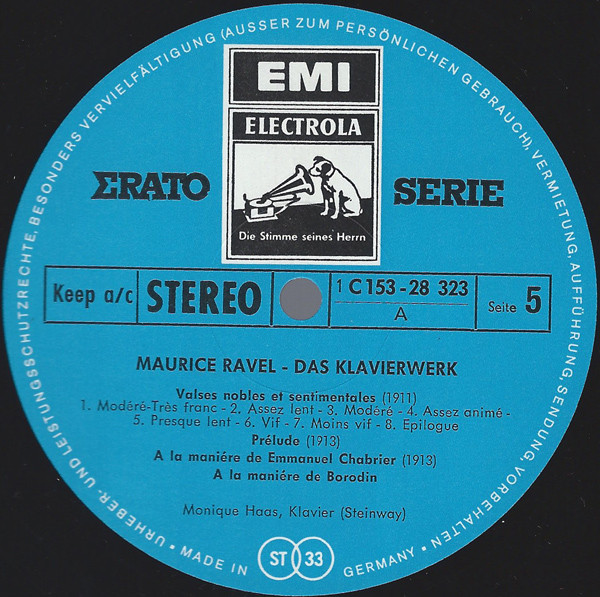 EMI
ELECTROLA
Die Stimme seines Herrn
ΣRATO SERIE
Keep a/c STEREO 1 C 153-28 323 A Seite 5
MAURICE RAVEL - DAS KLAVIERWERK
Valses nobles et sentimentales (1911)
1. Modéré-Très franc - 2. Assez lent - 3. Modéré - 4. Assez animé -
5. Presque lent - 6. Vif - 7. Moins vif - 8. Epilogue
Prélude (1913)
A la maniére de Emmanuel Chabrier (1913)
A la maniére de Borodin
Monique Haas, Klavier (Steinway)
ST 33
URHEBER- UND LEISTUNGSSCHUTZRECHTE, BESONDERS VERVIELFÄLTIGUNG (AUSSER ZUM PERSÖNLICHEN GEBRAUCH), VERMIETUNG, AUFFÜHRUNG, SENDUNG, VORBEHALTEN •
• MADE IN GERMANY •